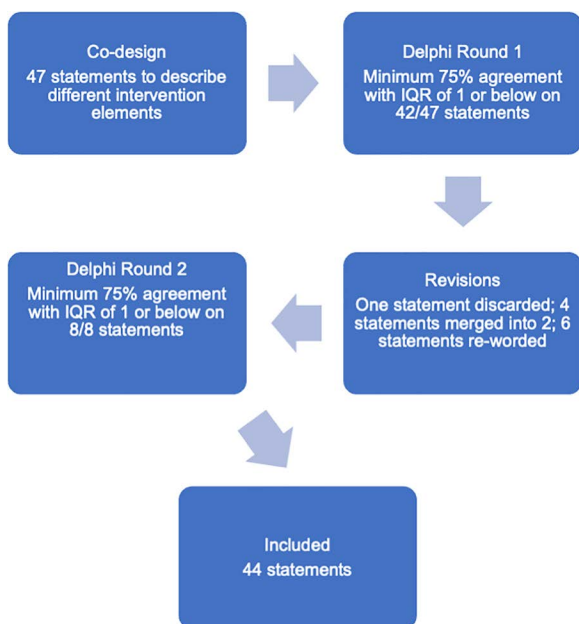 Co-design
47 statements to describe
different intervention
elements
Delphi Round 1
Minimum 75% agreement
with IQR of 1 or below on
42/47 statements
Revisions
One statement discarded; 4
statements merged into 2; 6
statements re-worded
Delphi Round 2
Minimum 75% agreement
with IQR of 1 or below on
8/8 statements
Included
44 statements